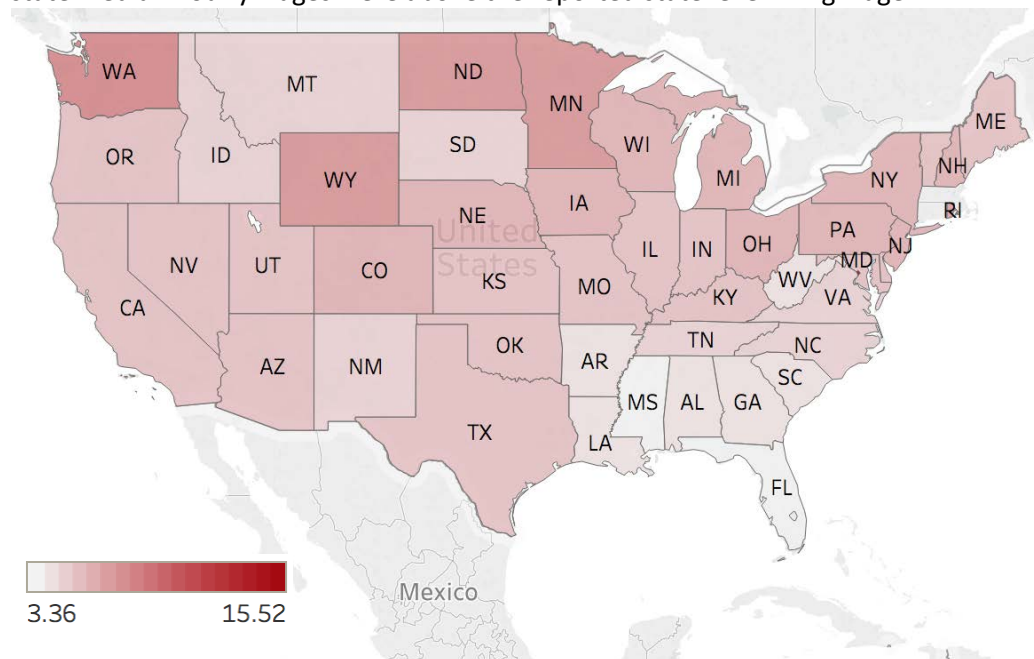 WA
MT
ND
MN
OR
ID
SD
WI
ME
WY
MI
NY
NH
NE
IA
RI
United
States
PA
NJ
NV
UT
CO
KS
MO
IL
IN
OH
MD
WV
VA
KY
CA
AZ
NM
OK
AR
TN
NC
SC
MS
AL
GA
TX
LA
FL
3.36
15.52
Mexico